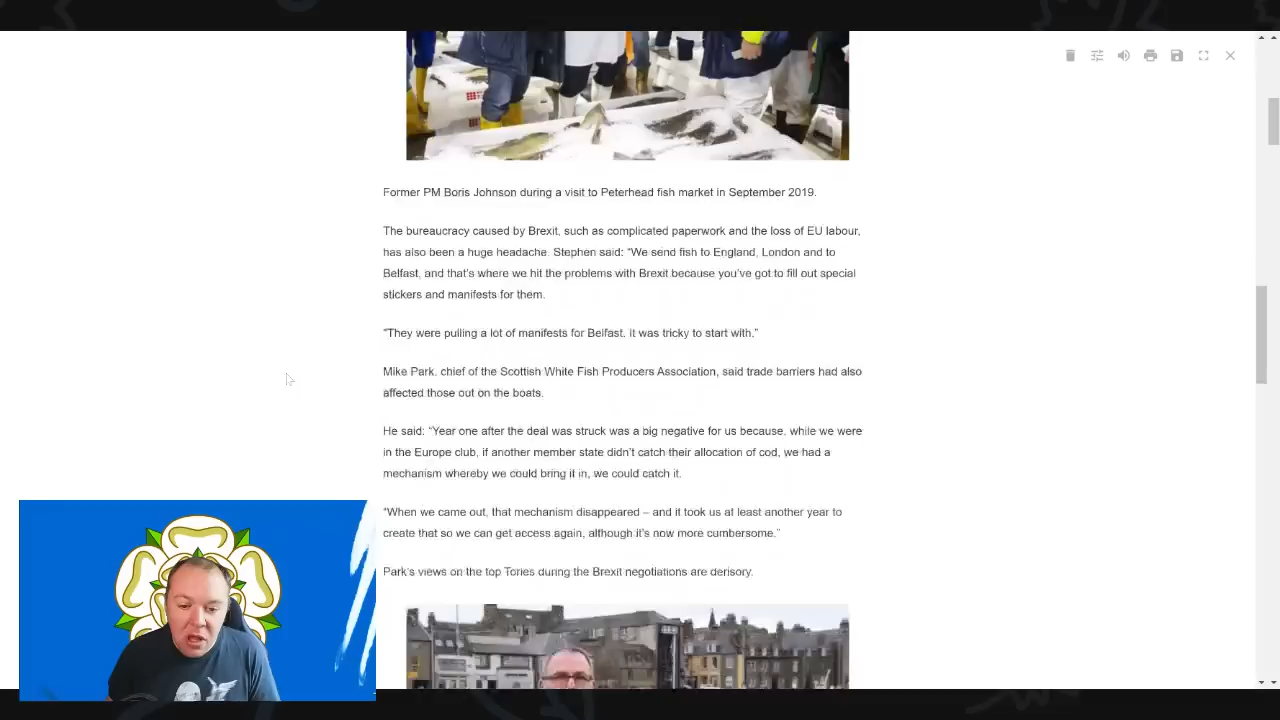 Former PM Boris Johnson during a visit to Peterhead fish market in September 2019.
The bureaucracy caused by Brexit, such as complicated paperwork and the loss of EU labour,
has also been a huge headache. Stephen said: “We send fish to England, London and to
Belfast, and that’s where we hit the problems with Brexit because you’ve got to fill out special
stickers and manifests for them.
“They were pulling a lot of manifests for Belfast. It was tricky to start with.”
Mike Park. chief of the Scottish White Fish Producers Association, said trade barriers had also
affected those out on the boats.
He said: “Year one after the deal was struck was a big negative for us because. while we were
in the Europe club, if another member state didn’t catch their allocation of cod, we had a
mechanism whereby we could bring it in, we could catch it.
“When we came out, that mechanism disappeared – and it took us at least another year to
create that so we can get access again, although it’s now more cumbersome.”
Park’s views on the top Tories during the Brexit negotiations are derisory.